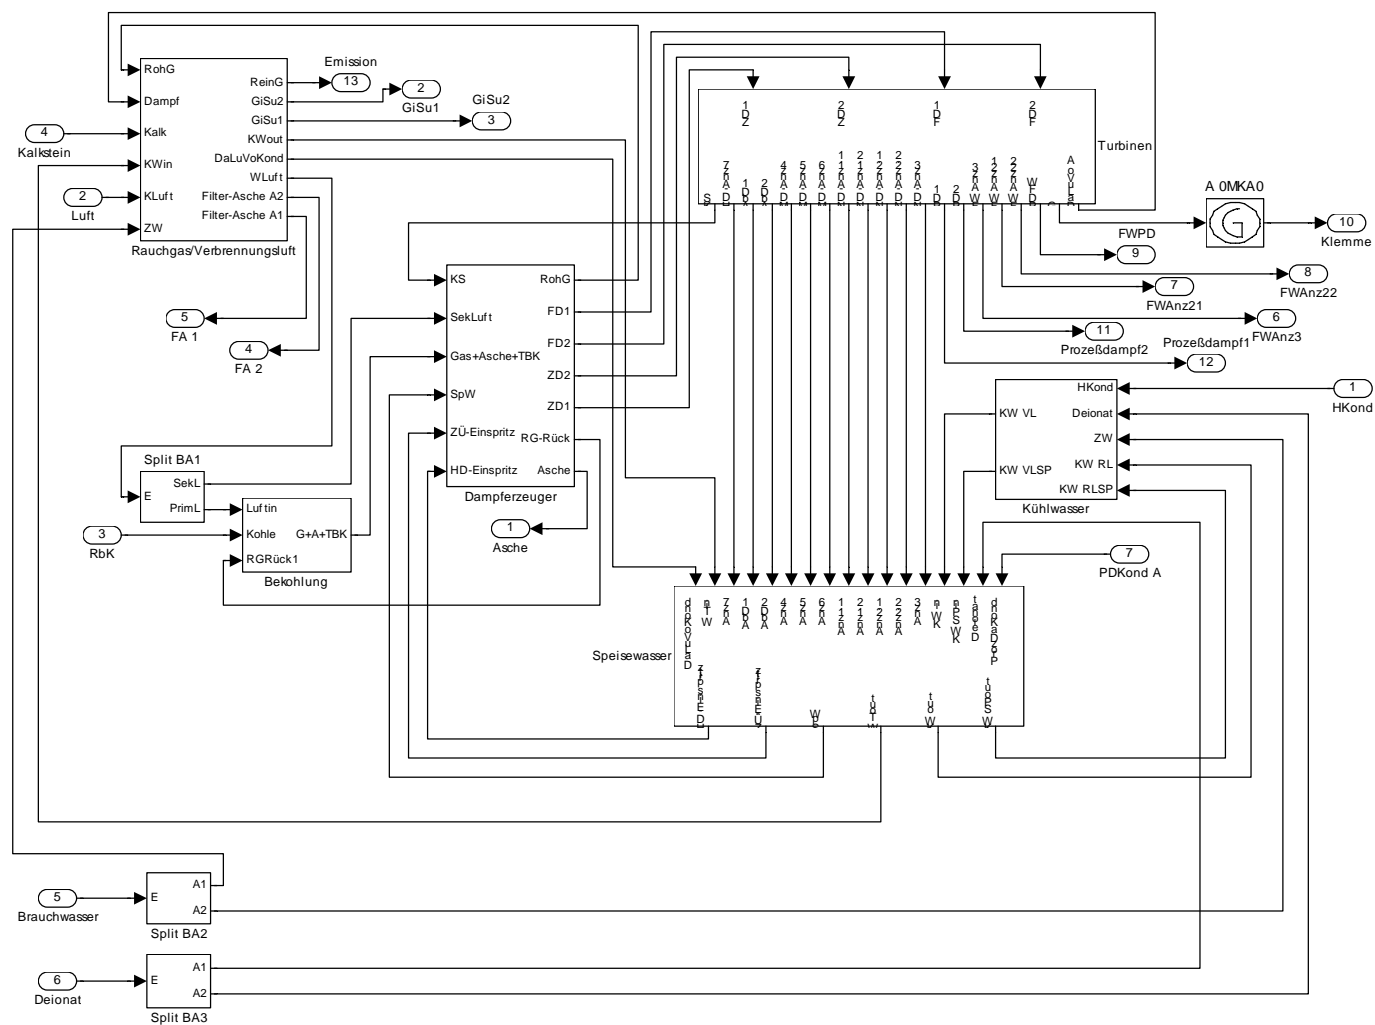 RohG
Dampf
Kalk
KWin
KLuft
ZW
ReinG
GiSu2
GiSu1
KWout
DaLuVoKond
WLuft
Filter-Asche A2
Filter-Asche A1
Rauchgas/Verbrennungsluft
Emission
13
2
GiSu1
GiSu2
3
4
Kalkstein
2
Luft
5
FA 1
4
FA 2
1DZ
2DZ
1DF
2DF
Turbinen
A 0MKA0
G
10
Klemme
FWPD
9
8
FWAnz22
7
FWAnz21
6
FWAnz3
11
Prozeßdampf2
Prozeßdampf1
12
KS
SekLuft
Gas+Asche+TBK
SpW
ZÜ-Einspritz
HD-Einspritz
RohG
FD1
FD2
ZD2
ZD1
RG-Rück
Asche
Dampferzeuger
1
Asche
HKond
Deionat
ZW
KW RL
KW RLSP
KW VL
KW VLSP
Kühlwasser
1
HKond
Split BA1
E
SekL
PrimL
3
RbK
Luftin
Kohle
RGRück1
G+A+TBK
Bekohlung
7
PDKond A
Speisewasser
5
Brauchwasser
E
A1
A2
Split BA2
6
Deionat
E
A1
A2
Split BA3